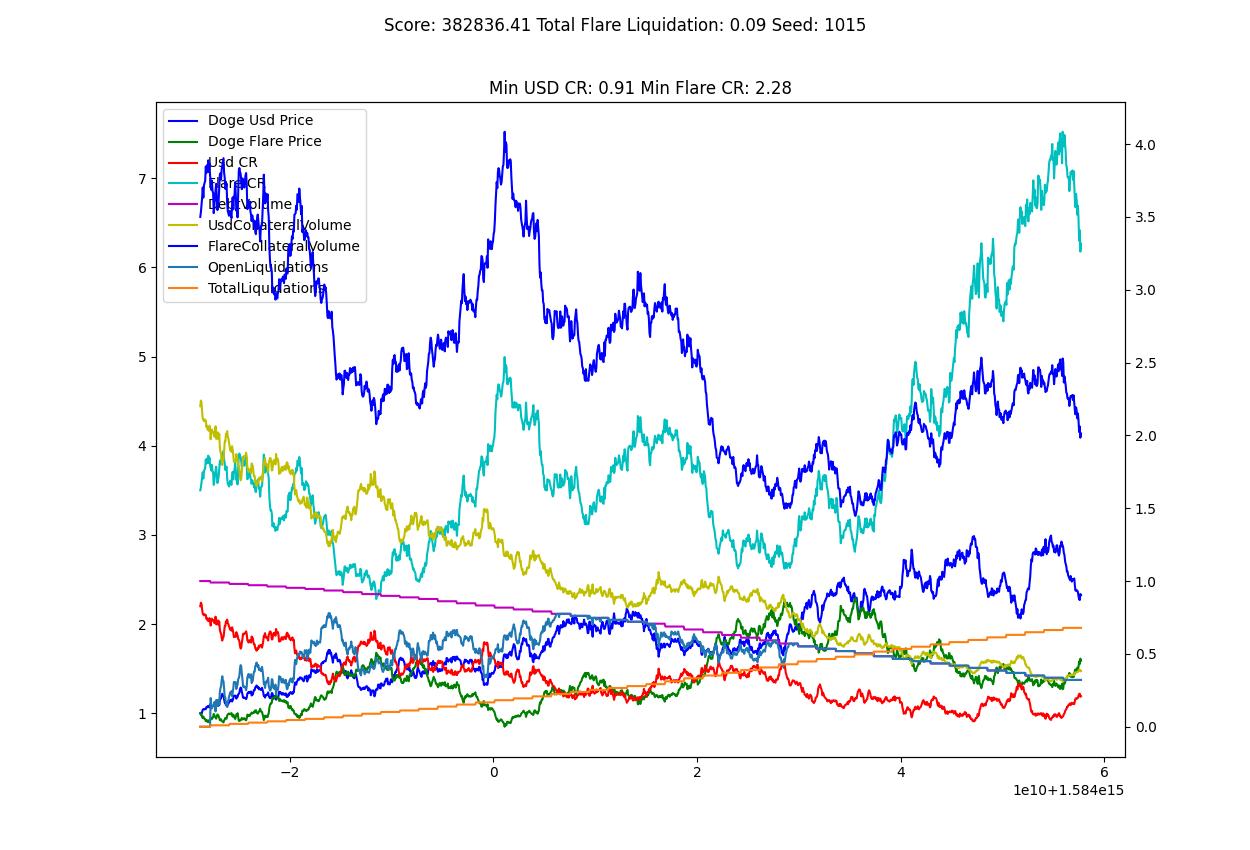 Score: 382836.41 Total Flare Liquidation: 0.09 Seed: 1015
Min USD CR: 0.91 Min Flare CR: 2.28
Doge Usd Price
Doge Flare Price
Usd CR
Flare CR
DebtVolume
UsdCollateralVolume
FlareCollateralVolume
OpenLiquidations
TotalLiquidations
7
6
5
4
3
2
1
4.0
3.5
3.0
2.5
2.0
1.5
1.0
0.5
0.0
−2 0 2 4 6
1e10+1.584e15